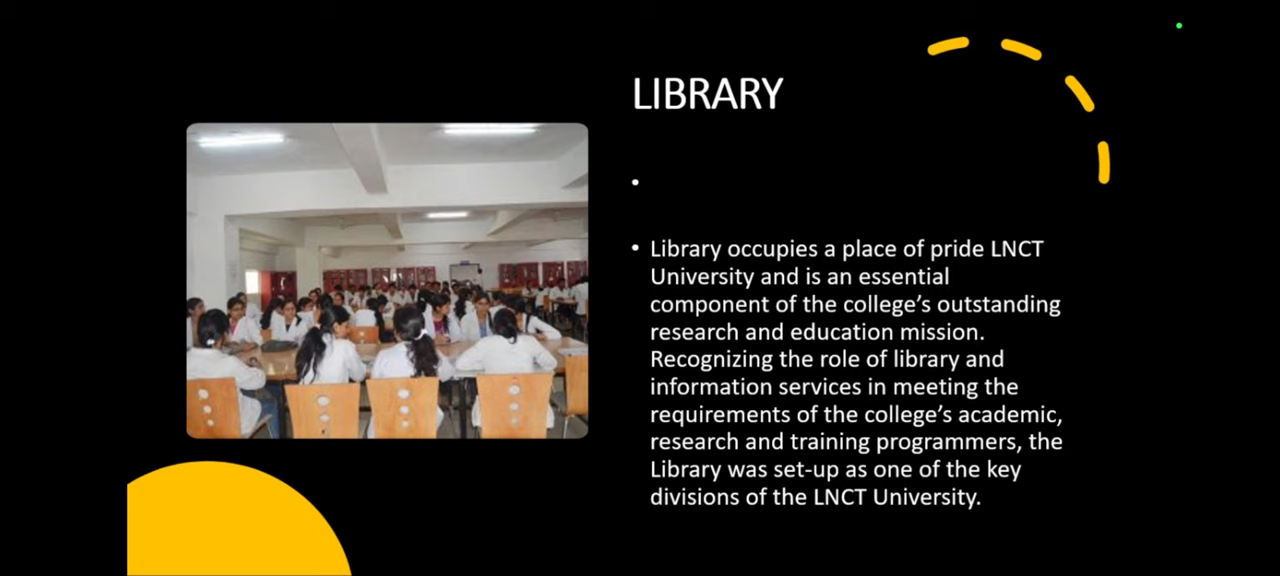 LIBRARY
•
• Library occupies a place of pride LNCT
University and is an essential
component of the college’s outstanding
research and education mission.
Recognizing the role of library and
information services in meeting the
requirements of the college’s academic,
research and training programmers, the
Library was set-up as one of the key
divisions of the LNCT University.